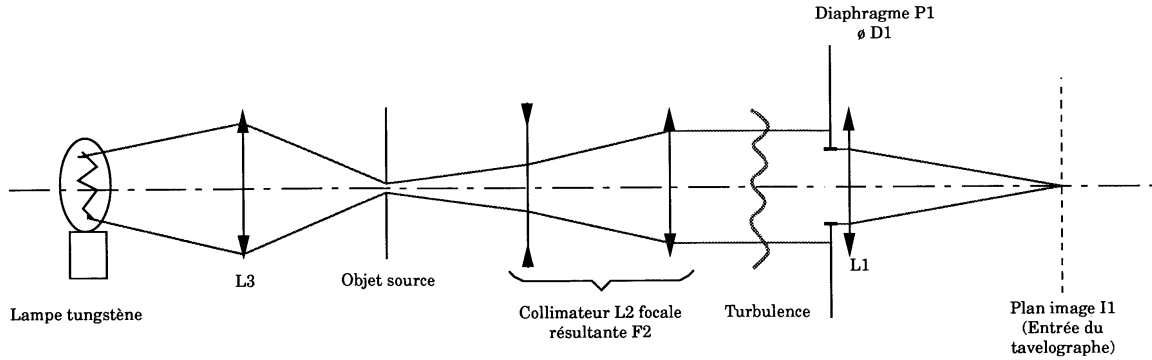 Diaphragme P1
ø D1
L3
Objet source
L1
Lampe tungstène
Collimateur L2 focale
résultante F2
Turbulence
Plan image I1
(Entrée du
tavelographe)